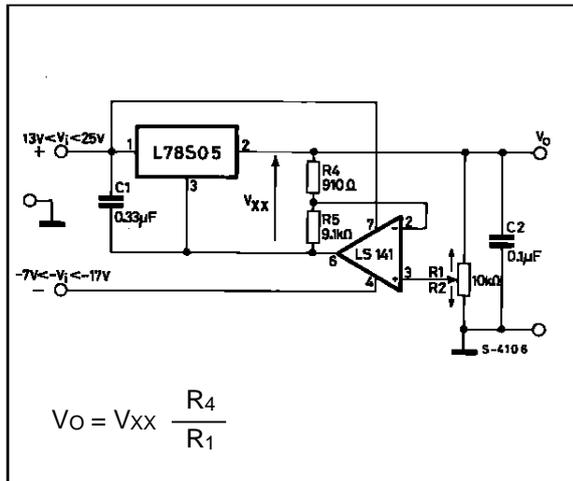 13V<Vi<25V
+
1
L78S05
2
VO
3
C1
0.33µF
VXX
R4
910Ω
R5
9.1kΩ
7
2
-
LS 141
6
4
+
3
R1
R2
10kΩ
C2
0.1µF
-7V<-Vi<-17V
-
S-4106
VO = VXX R4
R1